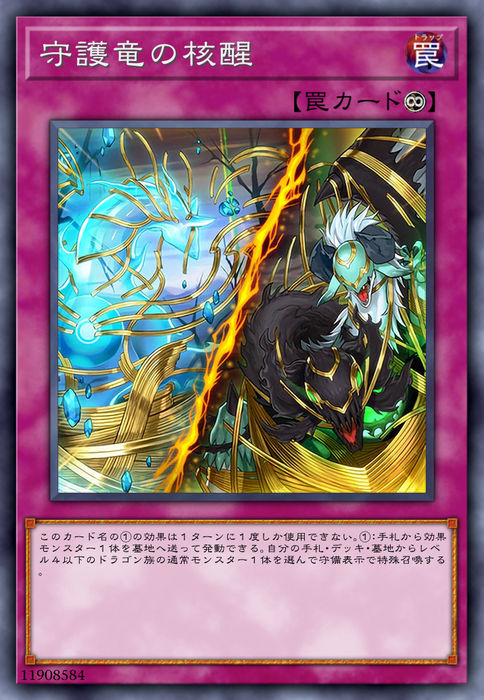 守護竜の核醒
トラップ
罠
【罠カード♾】
このカード名の①の効果は１ターンに１度しか使用できない。①：手札から効果
モンスター１体を墓地へ送って発動できる。自分の手札・デッキ・墓地からレベ
ル４以下のドラゴン族の通常モンスター１体を選んで守備表示で特殊召喚する
。
11908584